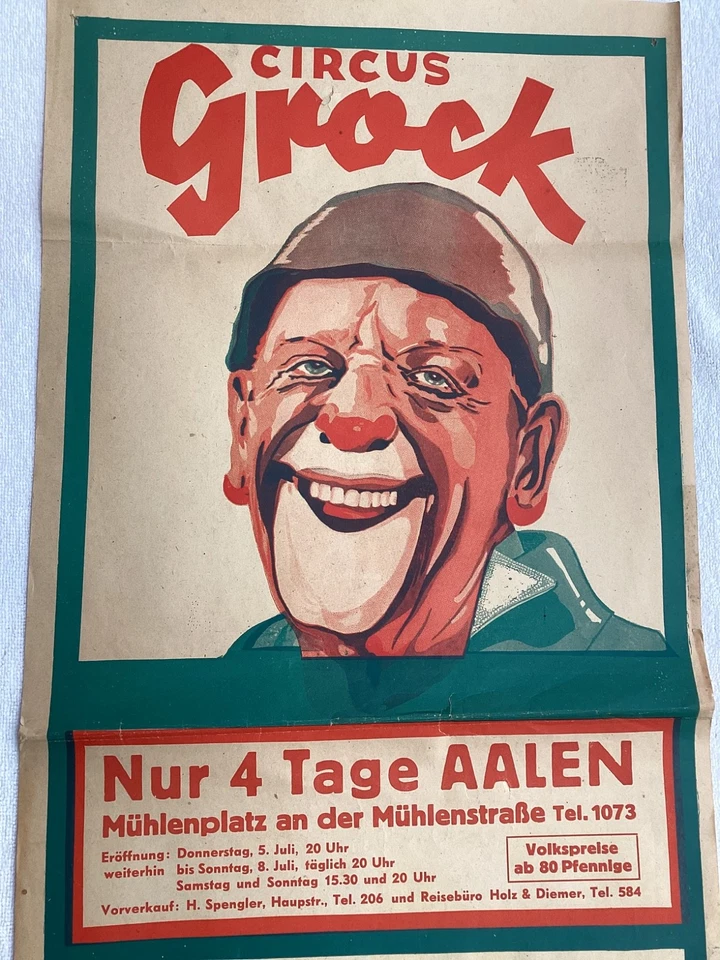 CIRCUS
Grock
Nur 4 Tage AALEN
Mühlenplatz an der Mühlenstraße Tel. 1073
Eröffnung: Donnerstag, 5. Juli, 20 Uhr
weiterhin bis Sonntag, 8. Juli, täglich 20 Uhr
Samstag und Sonntag 15.30 und 20 Uhr
Volkspreise
ab 80 Pfennige
Vorverkauf: H. Spengler, Haupstr., Tel. 206 und Reisebüro Holz & Diemer, Tel. 584